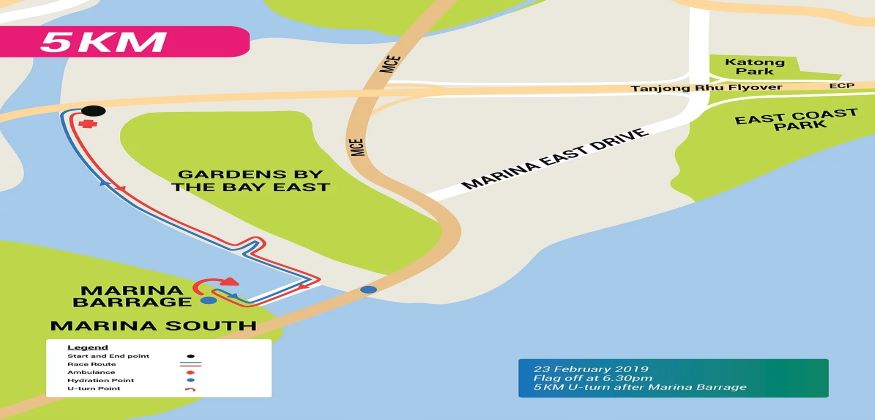 5KM
MCE
Katong
Park
Tanjong Rhu Flyover
ECP
EAST COAST
PARK
MCE
MARINA EAST DRIVE
GARDENS BY
THE BAY EAST
MARINA
BARRAGE
MARINA SOUTH
Legend
Start and End point
Race Route
Ambulance
Hydration Point
U-turn Point
23 February 2019
Flag off at 6.30pm
5KM U-turn after Marina Barrage